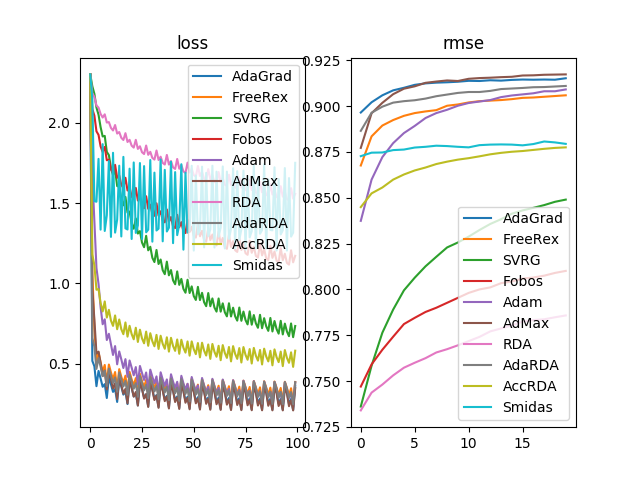 loss
2.0
1.5
1.0
0.5
0
25
50
75
100
AdaGrad
FreeRex
SVRG
Fobos
Adam
AdMax
RDA
AdaRDA
AccRDA
Smidas
rmse
0.925
0.900
0.875
0.850
0.825
0.800
0.775
0.750
0.725
0
5
10
15
AdaGrad
FreeRex
SVRG
Fobos
Adam
AdMax
RDA
AdaRDA
AccRDA
Smidas